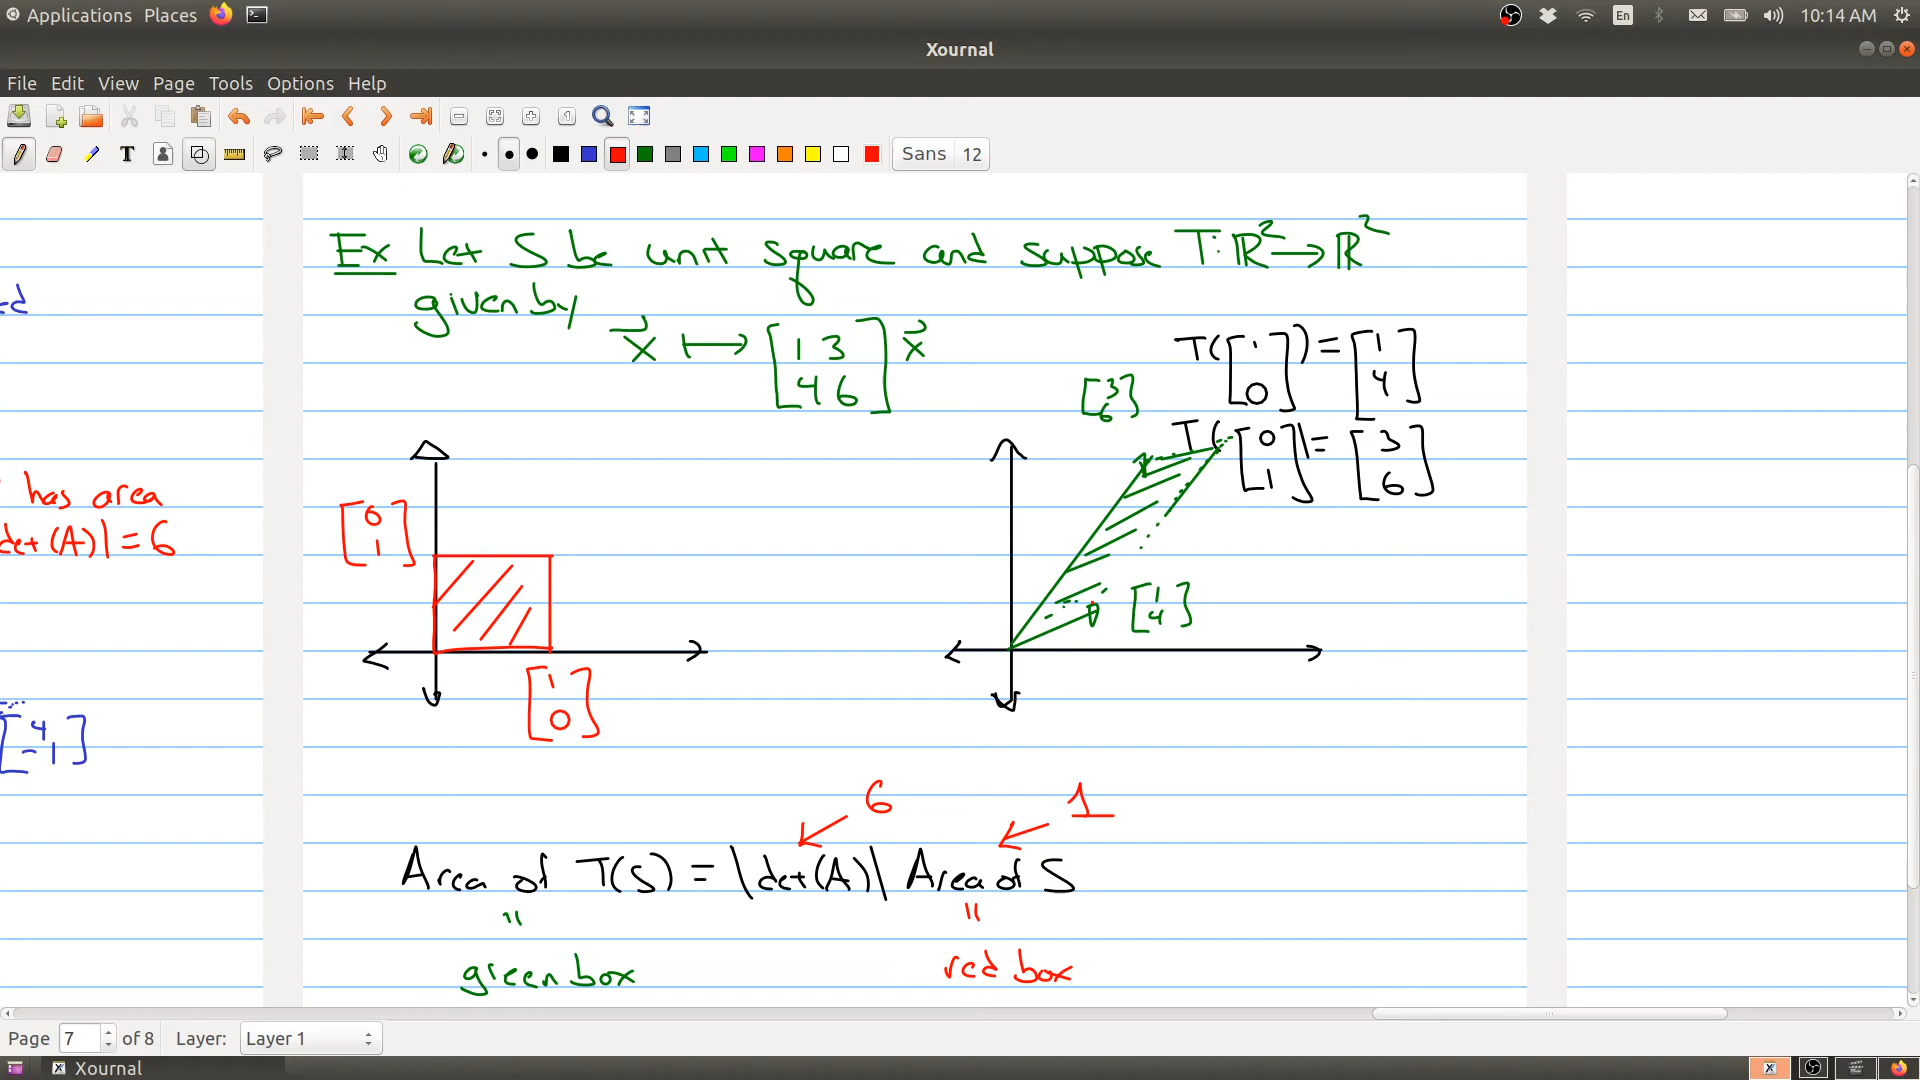 Applications Places En 10:14 AM
Xournal
File Edit View Page Tools Options Help
T Sans 12
Ex Let S be unit square and suppose T: ℝ² → ℝ²
given by
x⃗ ↦ [1 3
4 6] x⃗
T([1
0]) = [1
4]
[3
6]
T([0
1]) = [3
6]
[0
1]
[1
4]
[1
0]
has area
det(A)| = 6
[4
-1]
6 1
Area of T(S) = |det(A)| Area of S
" "
green box red box
Page 7 of 8 Layer: Layer 1
Xournal